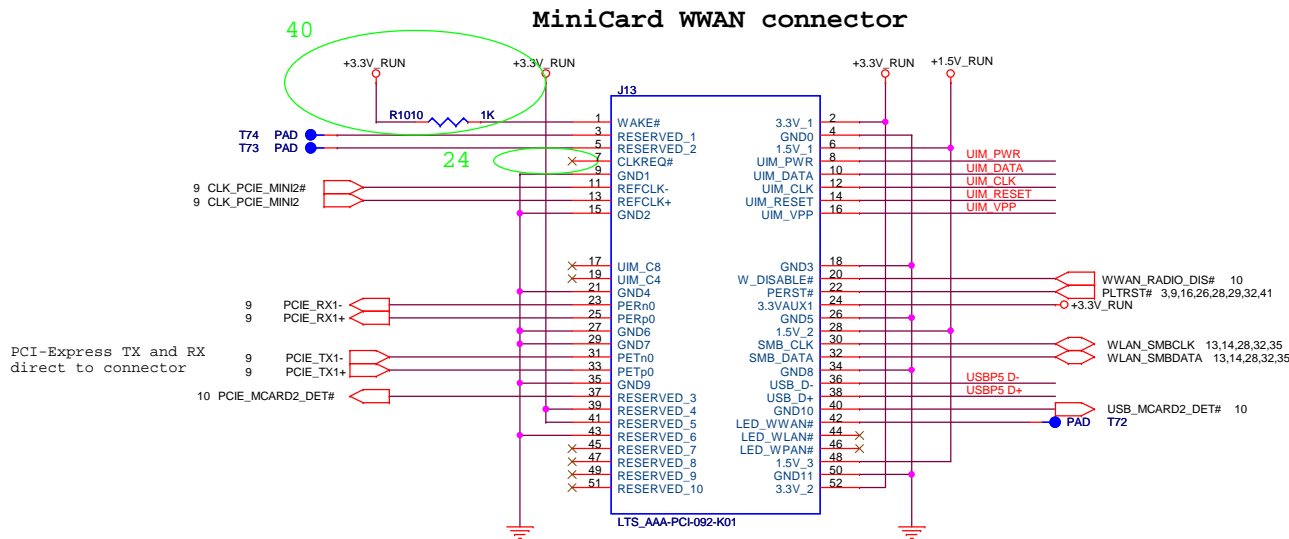 MiniCard WWAN connector
40
+3.3V_RUN
+3.3V_RUN
+3.3V_RUN
+1.5V_RUN
J13
R1010 1K
1 WAKE# 3.3V_1 2
T74 PAD 3 RESERVED_1 GND0 4
T73 PAD 5 RESERVED_2 1.5V_1 6
24 7 CLKREQ# UIM_PWR 8 UIM_PWR
9 GND1 UIM_DATA 10 UIM_DATA
9 CLK_PCIE_MINI2# 11 REFCLK- UIM_CLK 12 UIM_CLK
9 CLK_PCIE_MINI2 13 REFCLK+ UIM_RESET 14 UIM_RESET
15 GND2 UIM_VPP 16 UIM_VPP
17 UIM_C8 GND3 18
19 UIM_C4 W_DISABLE# 20 WWAN_RADIO_DIS# 10
21 GND4 PERST# 22 PLTRST# 3,9,16,26,28,29,32,41
9 PCIE_RX1- 23 PERn0 3.3VAUX1 24 +3.3V_RUN
9 PCIE_RX1+ 25 PERp0 GND5 26
27 GND6 1.5V_2 28
29 GND7 SMB_CLK 30 WLAN_SMBCLK 13,14,28,32,35
PCI-Express TX and RX
direct to connector
9 PCIE_TX1- 31 PETn0 SMB_DATA 32 WLAN_SMBDATA 13,14,28,32,35
9 PCIE_TX1+ 33 PETp0 GND8 34
35 GND9 USB_D- 36 USBP5 D-
10 PCIE_MCARD2_DET# 37 RESERVED_3 USB_D+ 38 USBP5 D+
39 RESERVED_4 GND10 40 USB_MCARD2_DET# 10
41 RESERVED_5 LED_WWAN# 42 PAD T72
43 RESERVED_6 LED_WLAN# 44
45 RESERVED_7 LED_WPAN# 46
47 RESERVED_8 1.5V_3 48
49 RESERVED_9 GND11 50
51 RESERVED_10 3.3V_2 52
LTS_AAA-PCI-092-K01